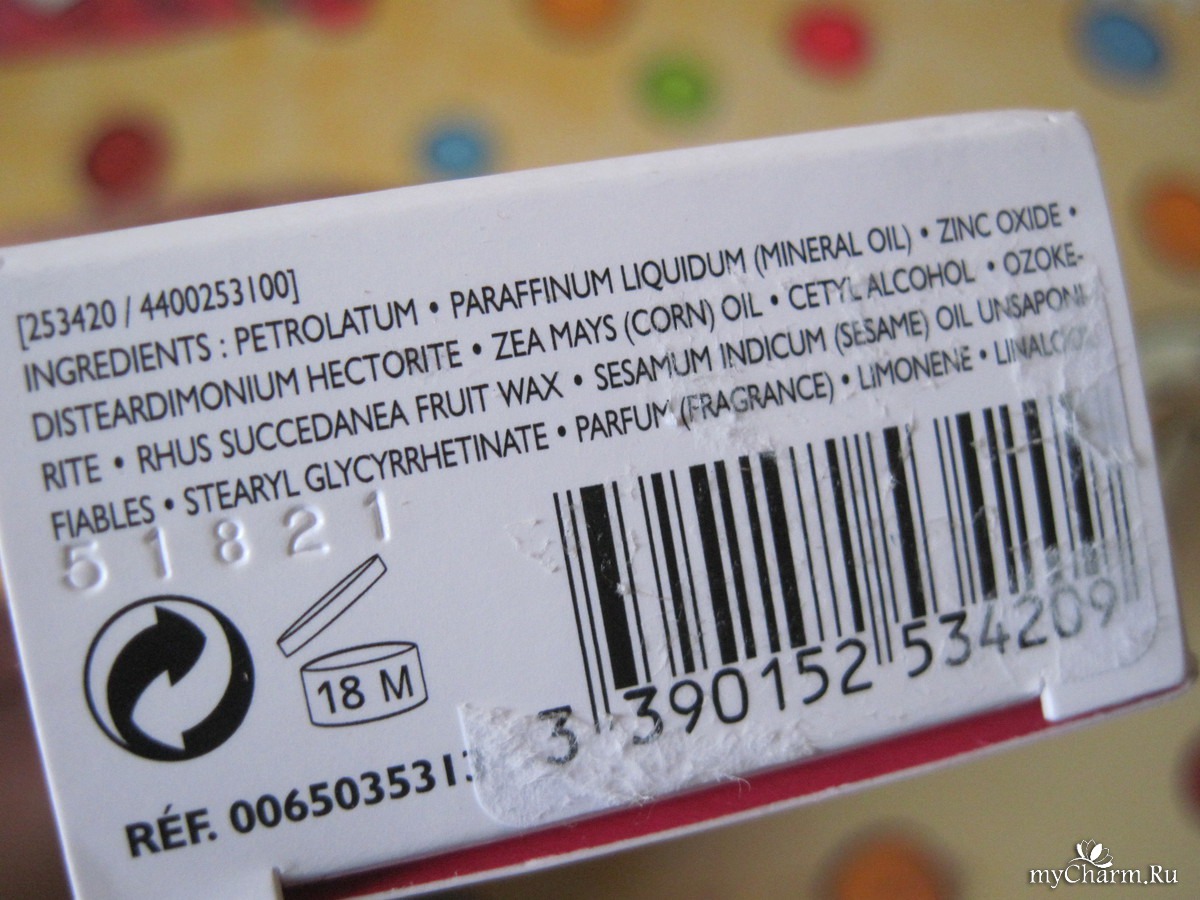 [253420 / 4400253100]
INGREDIENTS : PETROLATUM • PARAFFINUM LIQUIDUM (MINERAL OIL) • ZINC OXIDE •
DISTEARDIMONIUM HECTORITE • ZEA MAYS (CORN) OIL • CETYL ALCOHOL • OZOKE-
RITE • RHUS SUCCEDANEA FRUIT WAX • SESAMUM INDICUM (SESAME) OIL UNSAPONI-
FIABLES • STEARYL GLYCYRRHETINATE • PARFUM (FRAGRANCE) • LIMONENE •
51821
18 M
3 390152 534209
RÉF.
myCharm.Ru